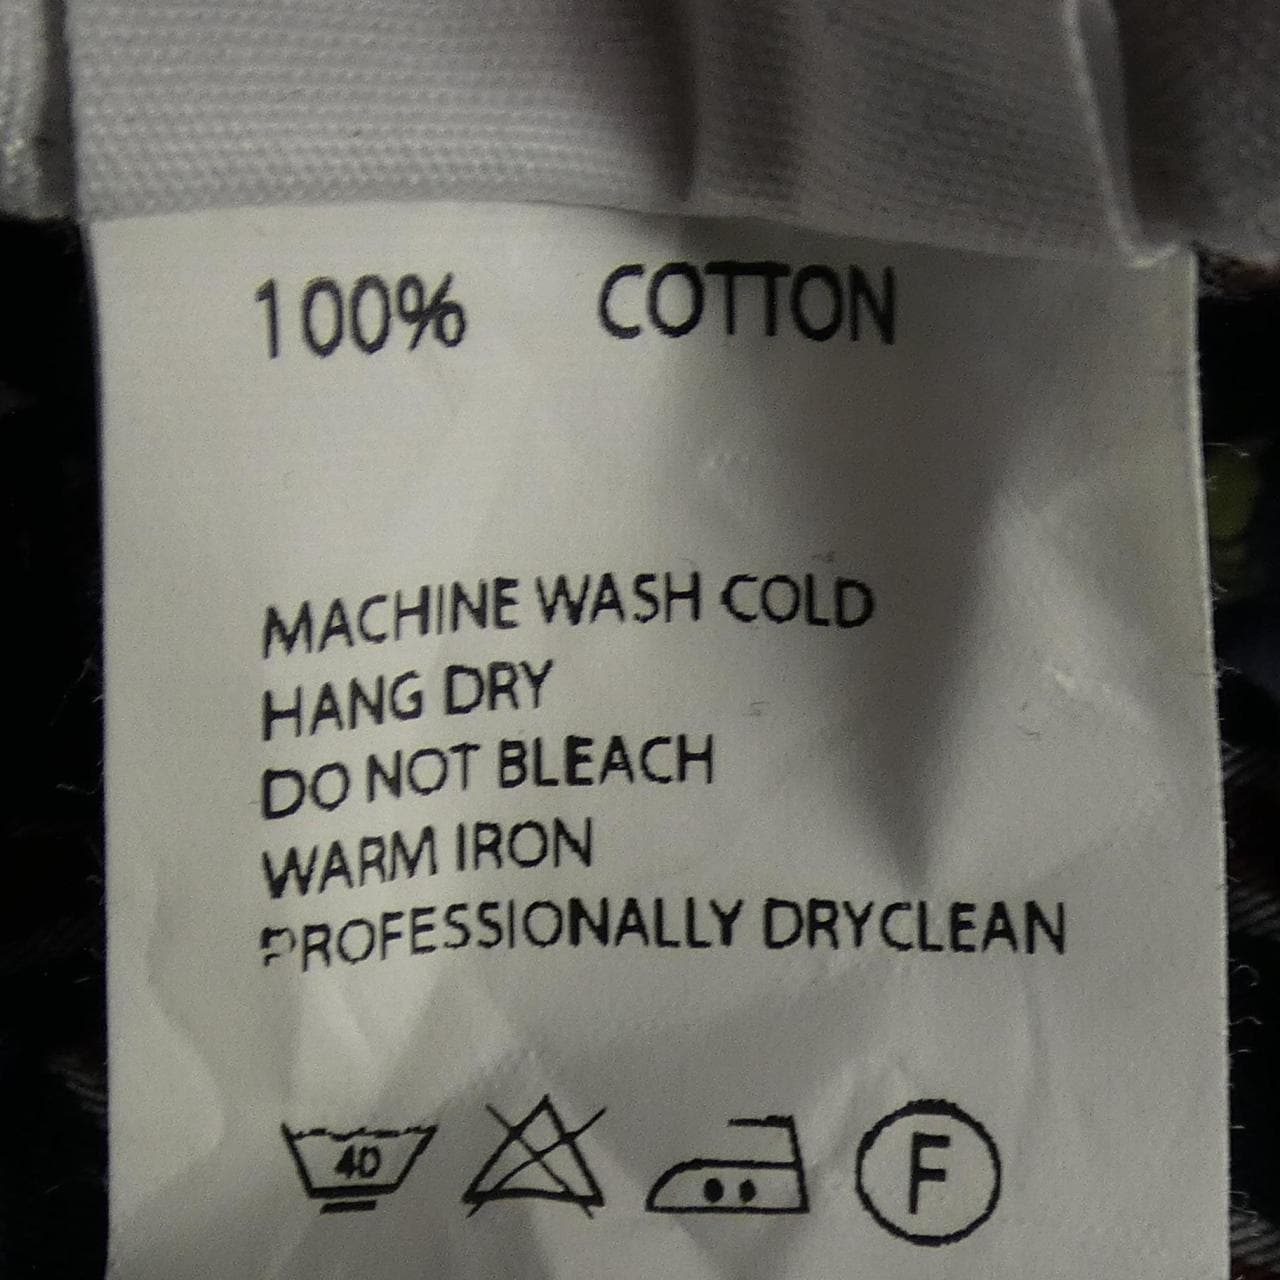 100% COTTON
MACHINE WASH COLD
HANG DRY
DO NOT BLEACH
WARM IRON
PROFESSIONALLY DRYCLEAN
40 F